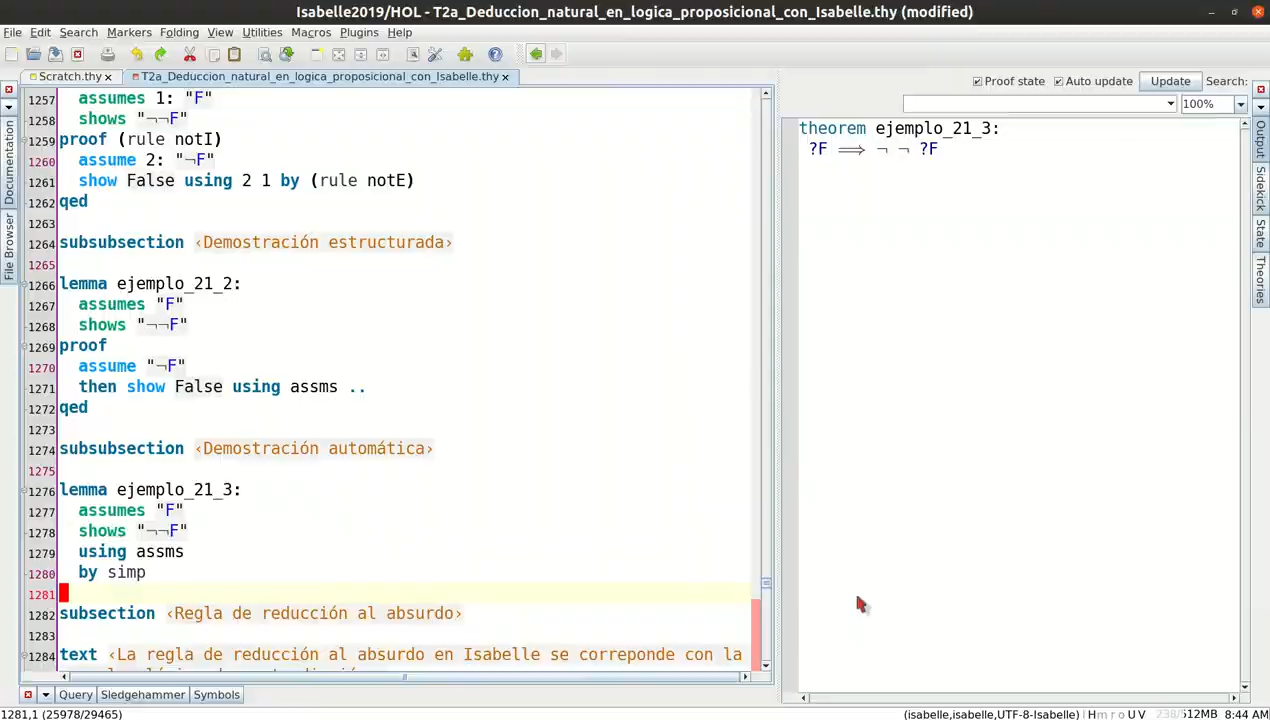 Isabelle2019/HOL - T2a_Deduccion_natural_en_logica_proposicional_con_Isabelle.thy (modified)
File Edit Search Markers Folding View Utilities Macros Plugins Help
Scratch.thy × T2a_Deduccion_natural_en_logica_proposicional_con_Isabelle.thy ×
Proof state Auto update Update Search:
100%
Documentation
File Browser
1257 assumes 1: "F"
1258 shows "¬¬F"
1259 proof (rule notI)
1260 assume 2: "¬F"
1261 show False using 2 1 by (rule notE)
1262 qed
1263
1264 subsubsection ‹Demostración estructurada›
1265
1266 lemma ejemplo_21_2:
1267 assumes "F"
1268 shows "¬¬F"
1269 proof
1270 assume "¬F"
1271 then show False using assms ..
1272 qed
1273
1274 subsubsection ‹Demostración automática›
1275
1276 lemma ejemplo_21_3:
1277 assumes "F"
1278 shows "¬¬F"
1279 using assms
1280 by simp
1281
1282 subsection ‹Regla de reducción al absurdo›
1283
1284 text ‹La regla de reducción al absurdo en Isabelle se correponde con la
theorem ejemplo_21_3:
?F ⟹ ¬ ¬ ?F
Output
Sidekick
State
Theories
Query Sledgehammer Symbols
1281,1 (25978/29465)
(isabelle,isabelle,UTF-8-Isabelle) H m r o U V 238/512MB 8:44 AM